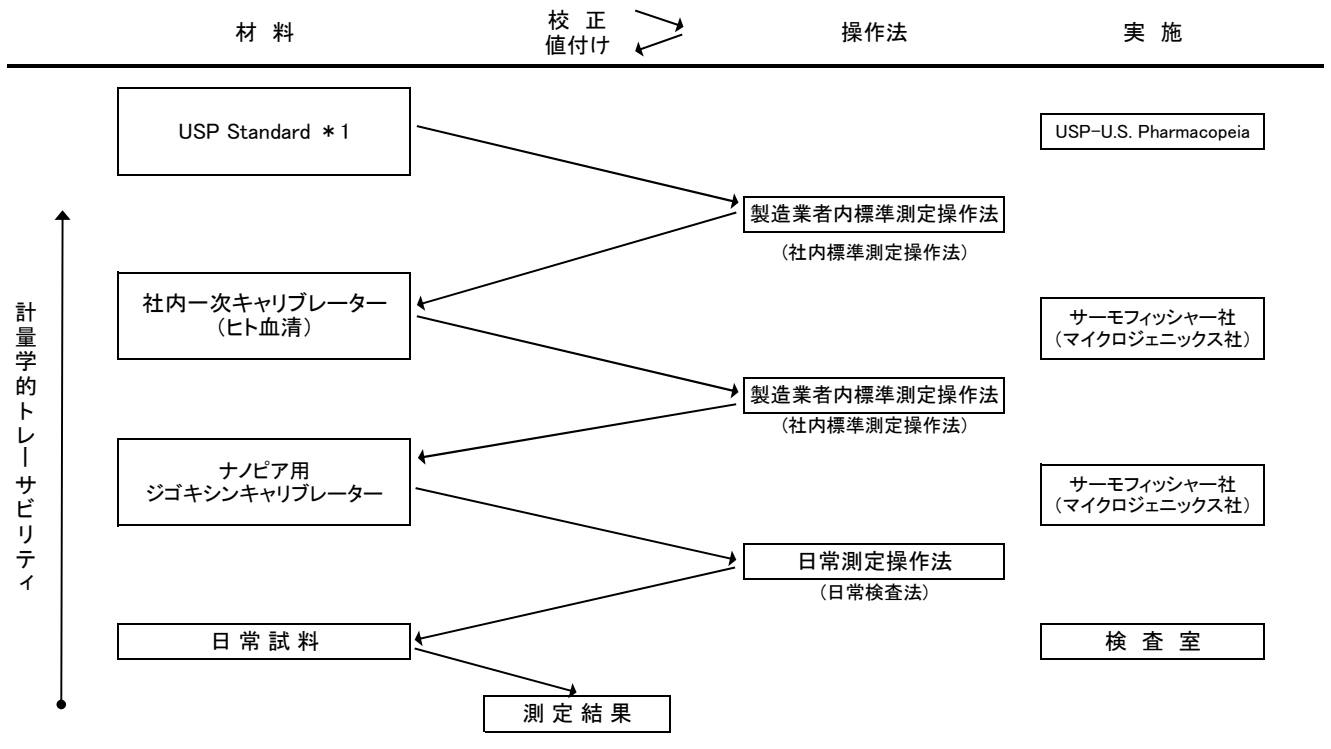 材 料
校 正
値付け
操作法
実 施
USP Standard ＊1
USP-U.S. Pharmacopeia
製造業者内標準測定操作法
（社内標準測定操作法）
社内一次キャリブレーター
（ヒト血清）
サーモフィッシャー社
（マイクロジェニックス社）
製造業者内標準測定操作法
（社内標準測定操作法）
ナノピア用
ジゴキシンキャリブレーター
サーモフィッシャー社
（マイクロジェニックス社）
日常測定操作法
（日常検査法）
日 常 試 料
検 査 室
測 定 結 果
計量学的トレーサビリティ